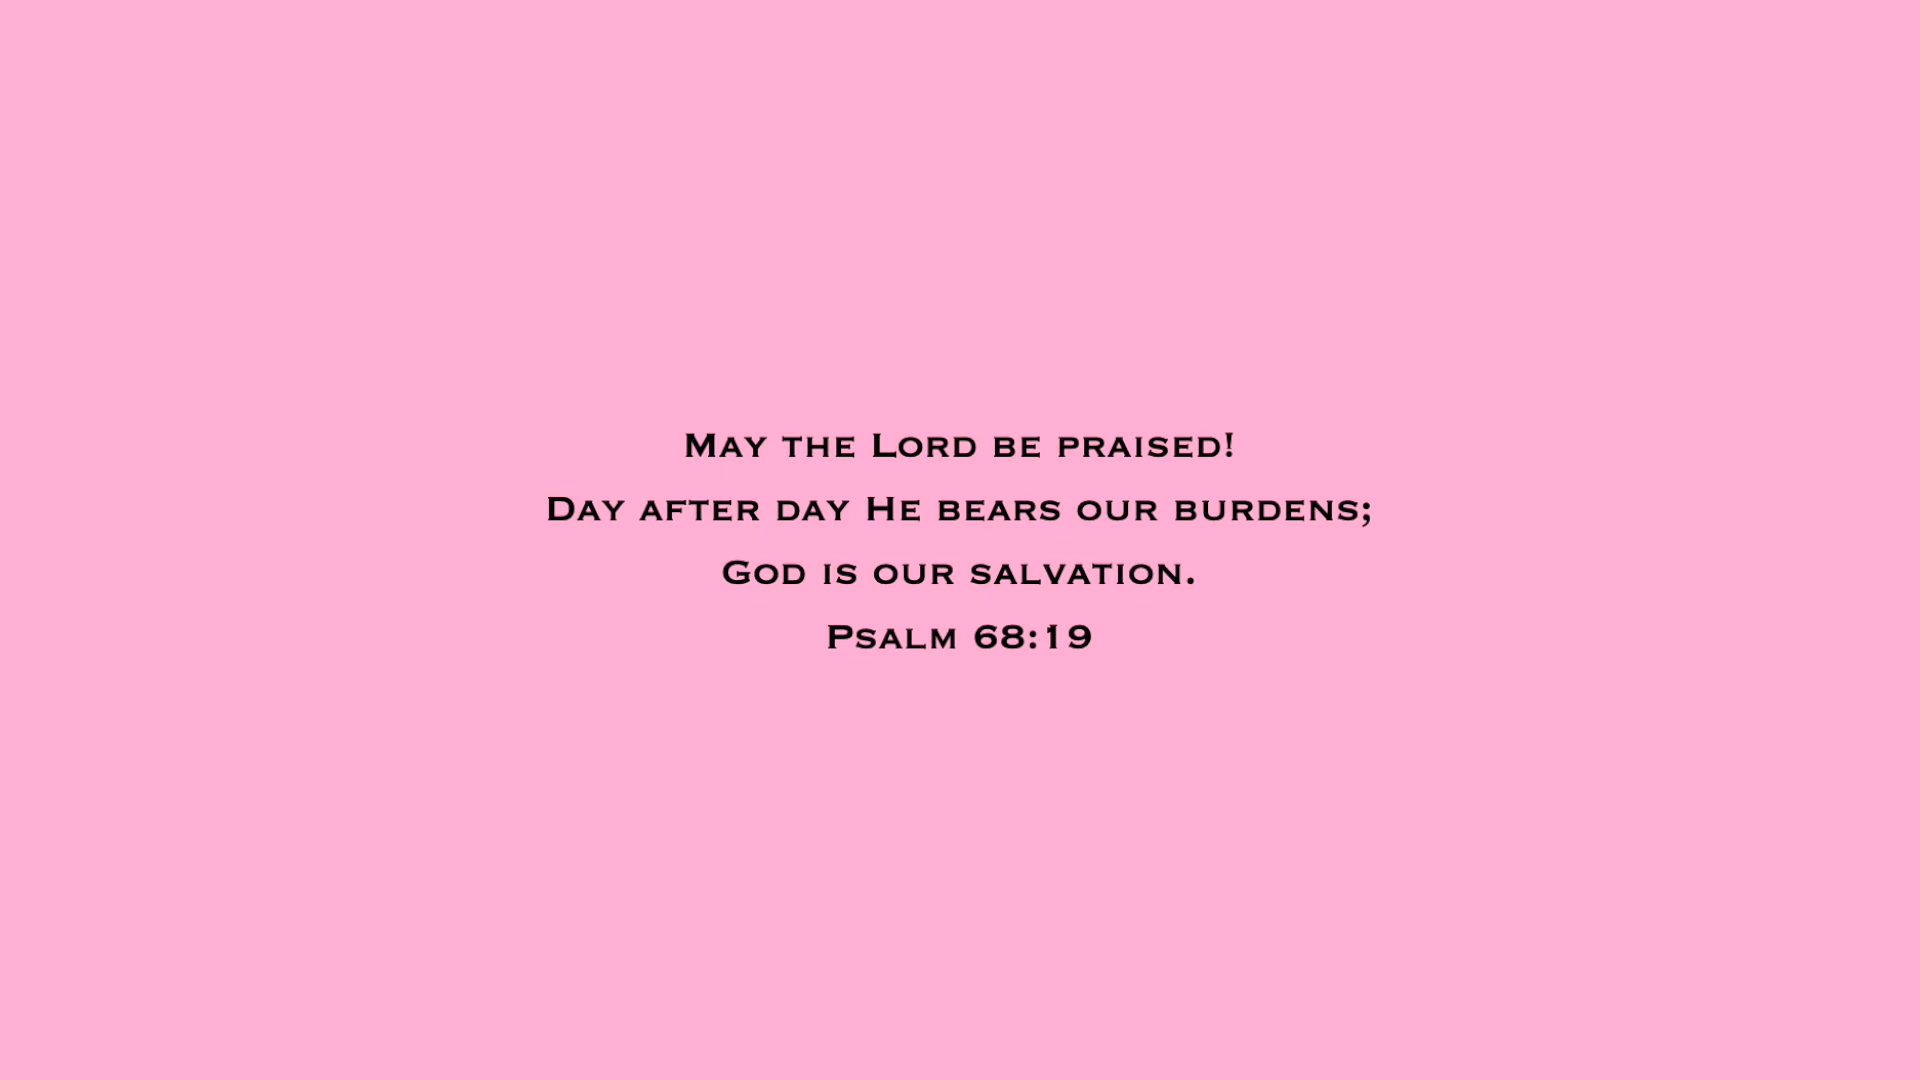 May the Lord be praised!
Day after day He bears our burdens;
God is our salvation.
Psalm 68:19